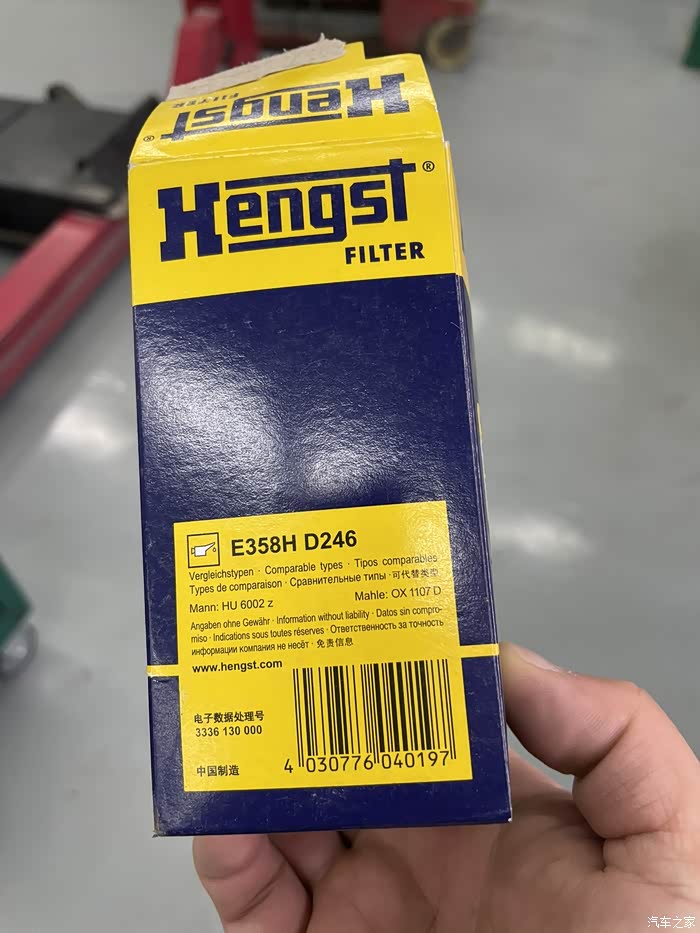 Hengst®
FILTER
Hengst®
FILTER
E358H D246
Vergleichstypen · Comparable types · Tipos comparables
Types de comparaison · Сравнительные типы · 可代替类型
Mann: HU 6002 z
Mahle: OX 1107 D
Angaben ohne Gewähr · Information without liability · Datos sin compro-
miso · Indications sous toutes réserves · Ответственность за точность
информации компания не несёт · 免责信息
www.hengst.com
电子数据处理号
3336 130 000
中国制造
4 030776 040197
汽车之家